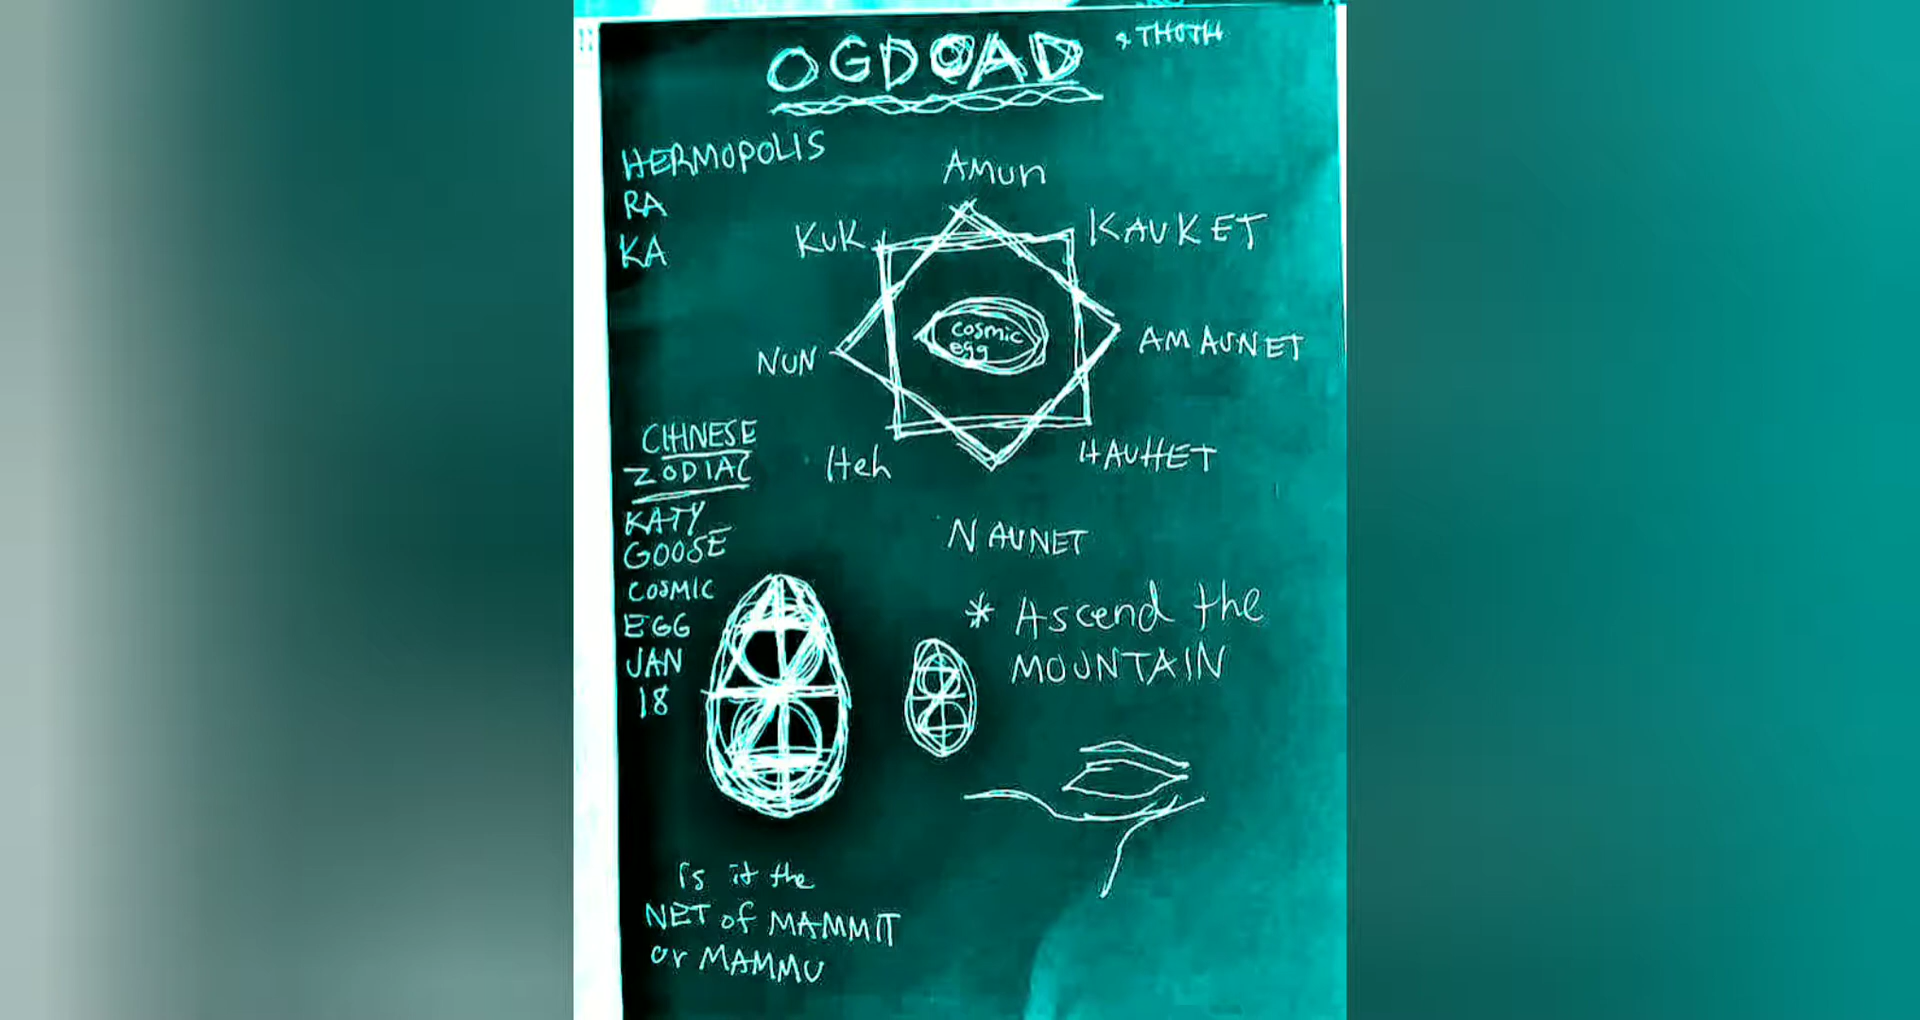 OGDOAD
& THOTH
HERMOPOLIS
RA
KA
Amun
KUK
KAUKET
cosmic
egg
NUN
AMAUNET
Heh
HAUHET
NAUNET
CHINESE
ZODIAC
KATY
GOOSE
COSMIC
EGG
JAN
18
* Ascend the
MOUNTAIN
Is it the
NET of MAMMIT
or MAMMU